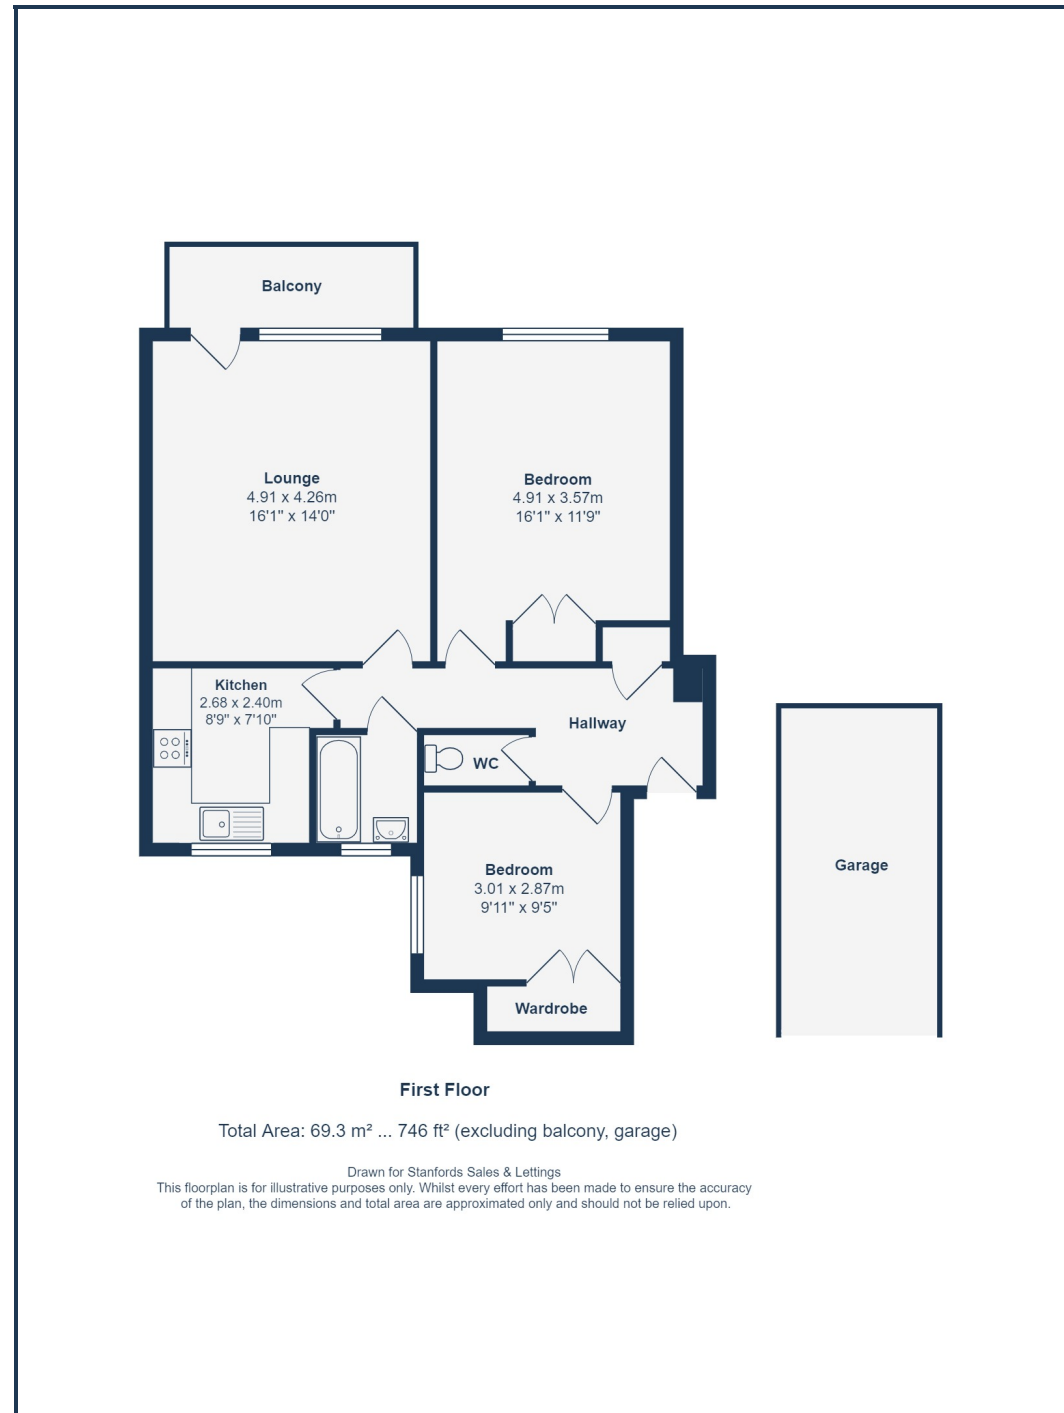 Balcony
Lounge
4.91 x 4.26m
16'1" x 14'0"
Bedroom
4.91 x 3.57m
16'1" x 11'9"
Kitchen
2.68 x 2.40m
8'9" x 7'10"
Hallway
WC
Bedroom
3.01 x 2.87m
9'11" x 9'5"
Wardrobe
Garage
First Floor
Total Area: 69.3 m² ... 746 ft² (excluding balcony, garage)
Drawn for Stanfords Sales & Lettings
This floorplan is for illustrative purposes only. Whilst every effort has been made to ensure the accuracy
of the plan, the dimensions and total area are approximated only and should not be relied upon.